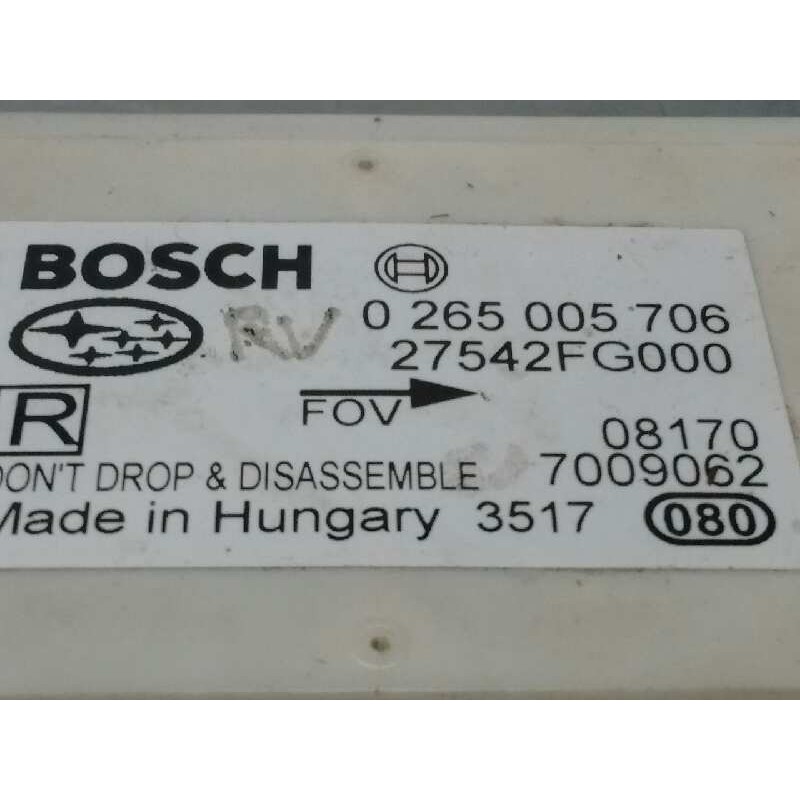 BOSCH
RV 0 265 005 706
27542FG000
R FOV
08170
DON'T DROP & DISASSEMBLE 7009062
Made in Hungary 3517 080